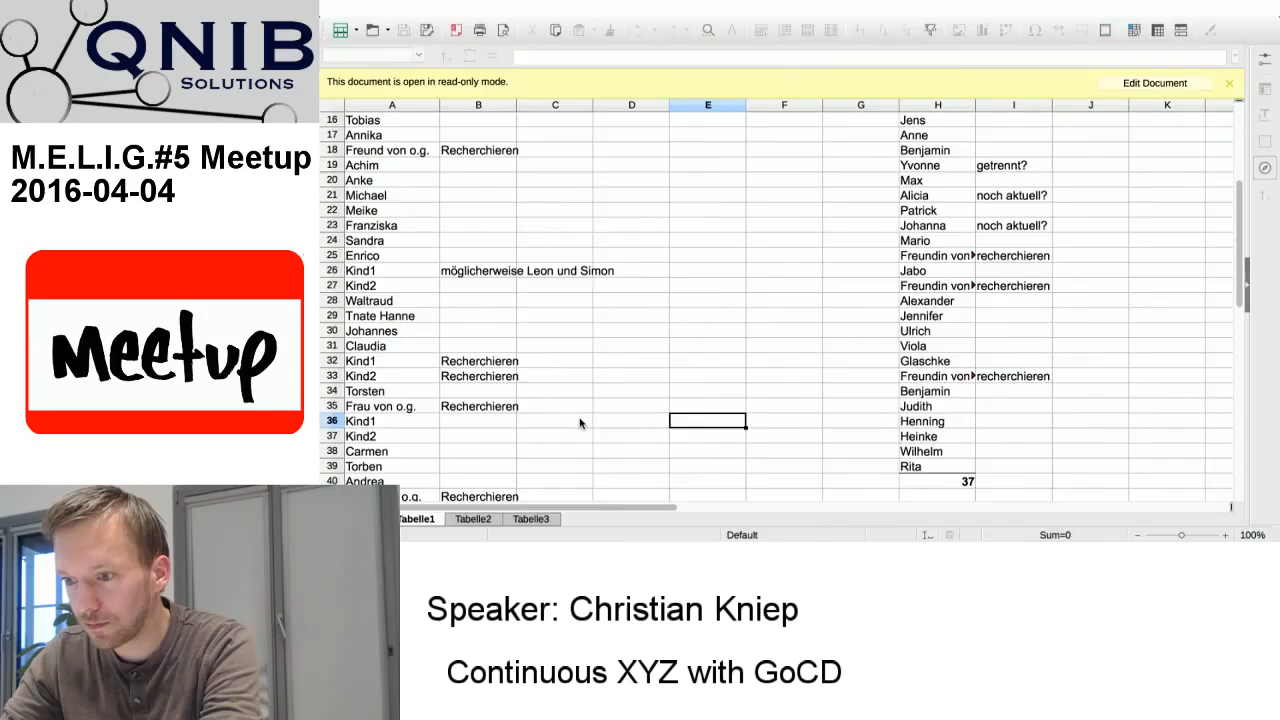 QNIB
SOLUTIONS
M.E.L.I.G.#5 Meetup
2016-04-04
meetup
This document is open in read-only mode.
Edit Document
A B C D E F G H I J K
16 Tobias Jens
17 Annika Anne
18 Freund von o.g. Recherchieren Benjamin
19 Achim Yvonne getrennt?
20 Anke Max
21 Michael Alicia noch aktuell?
22 Meike Patrick
23 Franziska Johanna noch aktuell?
24 Sandra Mario
25 Enrico Freundin von recherchieren
26 Kind1 möglicherweise Leon und Simon Jabo
27 Kind2 Freundin von recherchieren
28 Waltraud Alexander
29 Tnate Hanne Jennifer
30 Johannes Ulrich
31 Claudia Viola
32 Kind1 Recherchieren Glaschke
33 Kind2 Recherchieren Freundin von recherchieren
34 Torsten Benjamin
35 Frau von o.g. Recherchieren Judith
36 Kind1 Henning
37 Kind2 Heinke
38 Carmen Wilhelm
39 Torben Rita
40 Andrea 37
o.g. Recherchieren
Tabelle1 Tabelle2 Tabelle3
Default Sum=0 100%
Speaker: Christian Kniep
Continuous XYZ with GoCD